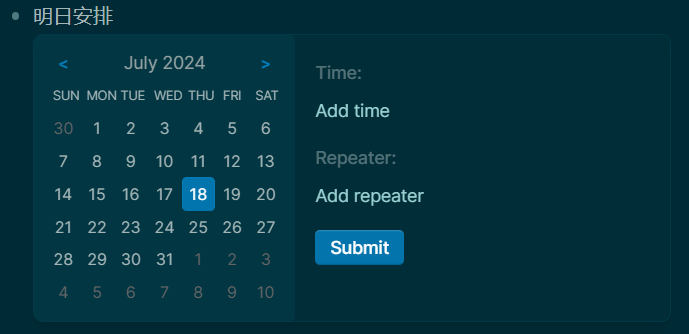 明日安排
< July 2024 >
SUN MON TUE WED THU FRI SAT
30 1 2 3 4 5 6
7 8 9 10 11 12 13
14 15 16 17 18 19 20
21 22 23 24 25 26 27
28 29 30 31 1 2 3
4 5 6 7 8 9 10
Time:
Add time
Repeater:
Add repeater
Submit